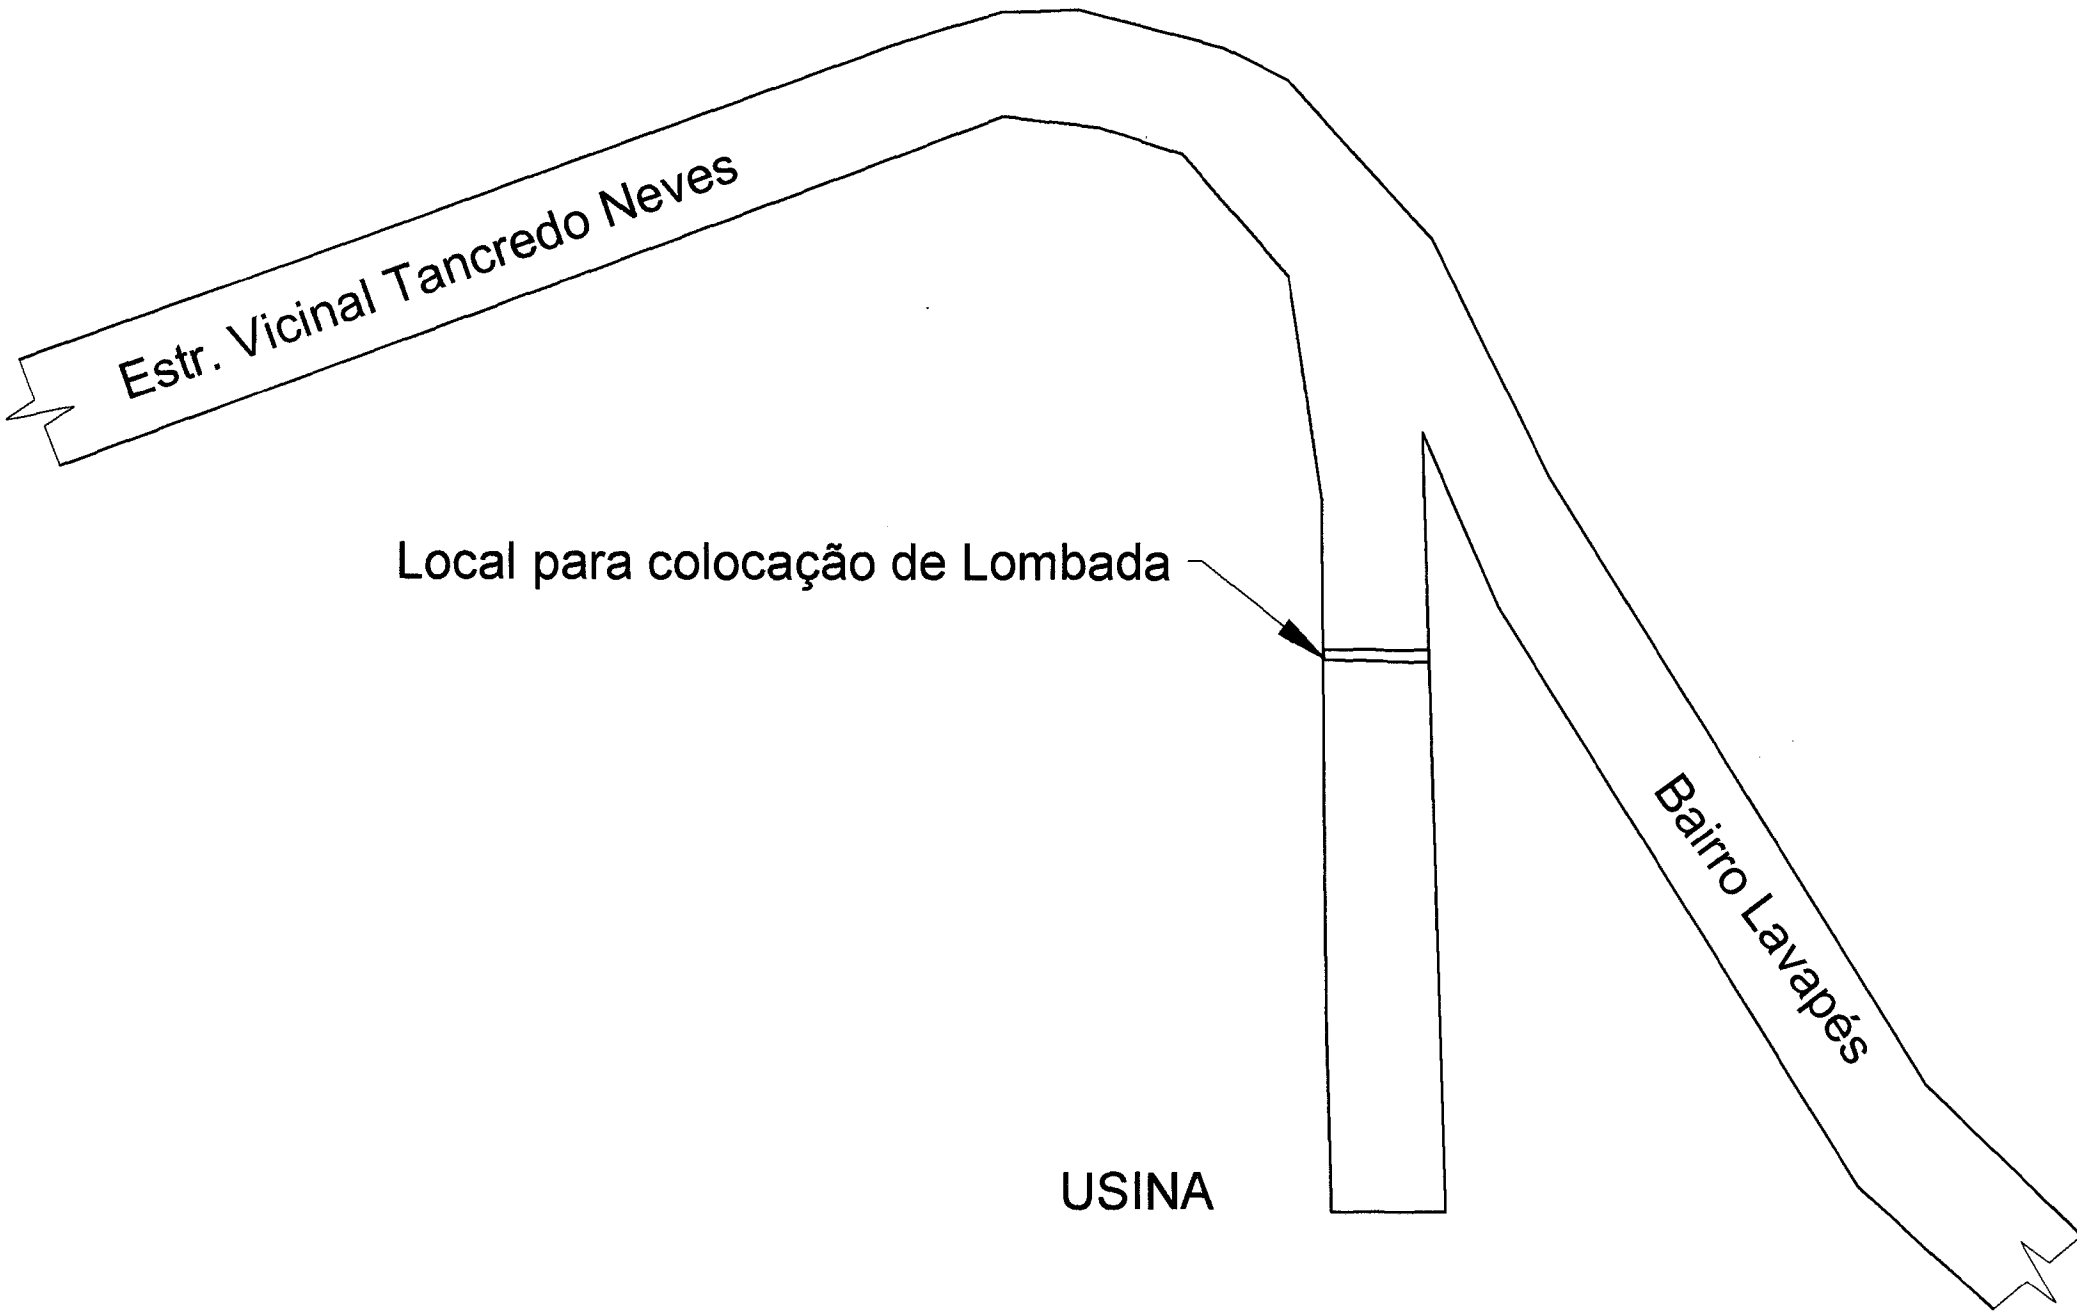 Estr. Vicinal Tancredo Neves
Local para colocação de Lombada
Bairro Lavapés
USINA